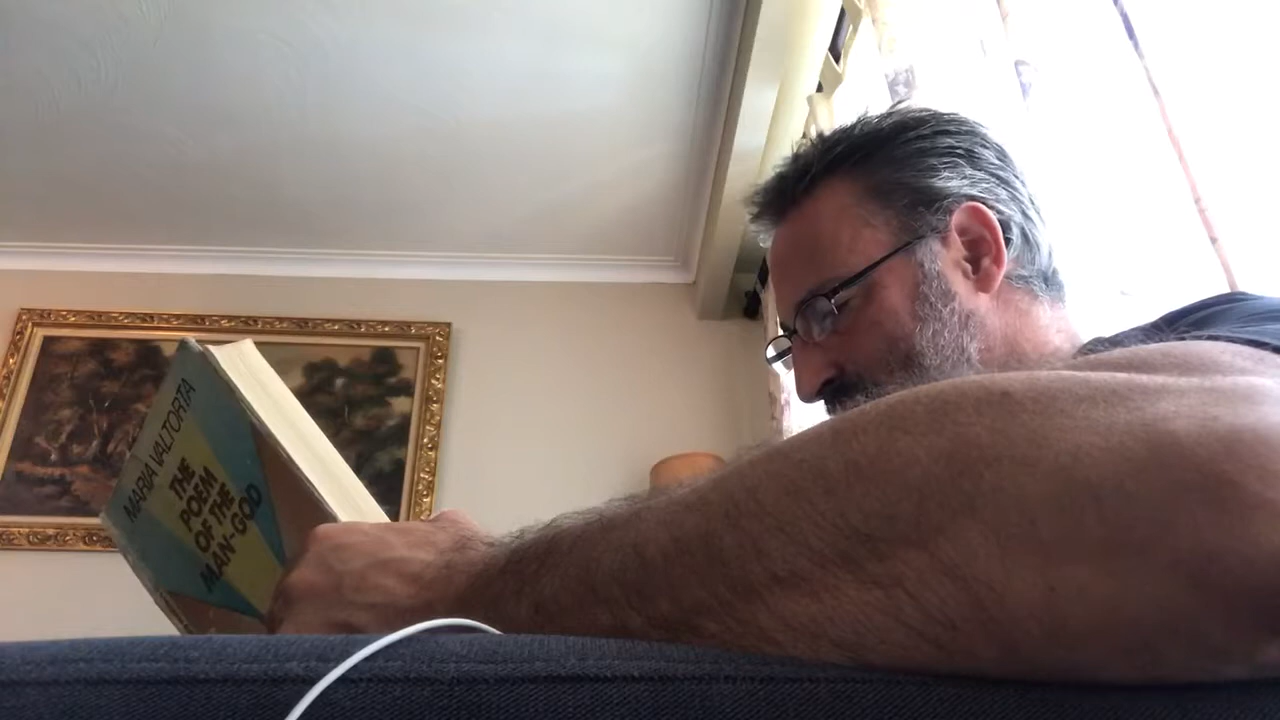 MARIA VALTORTA
THE
POEM
OF THE
MAN-GOD